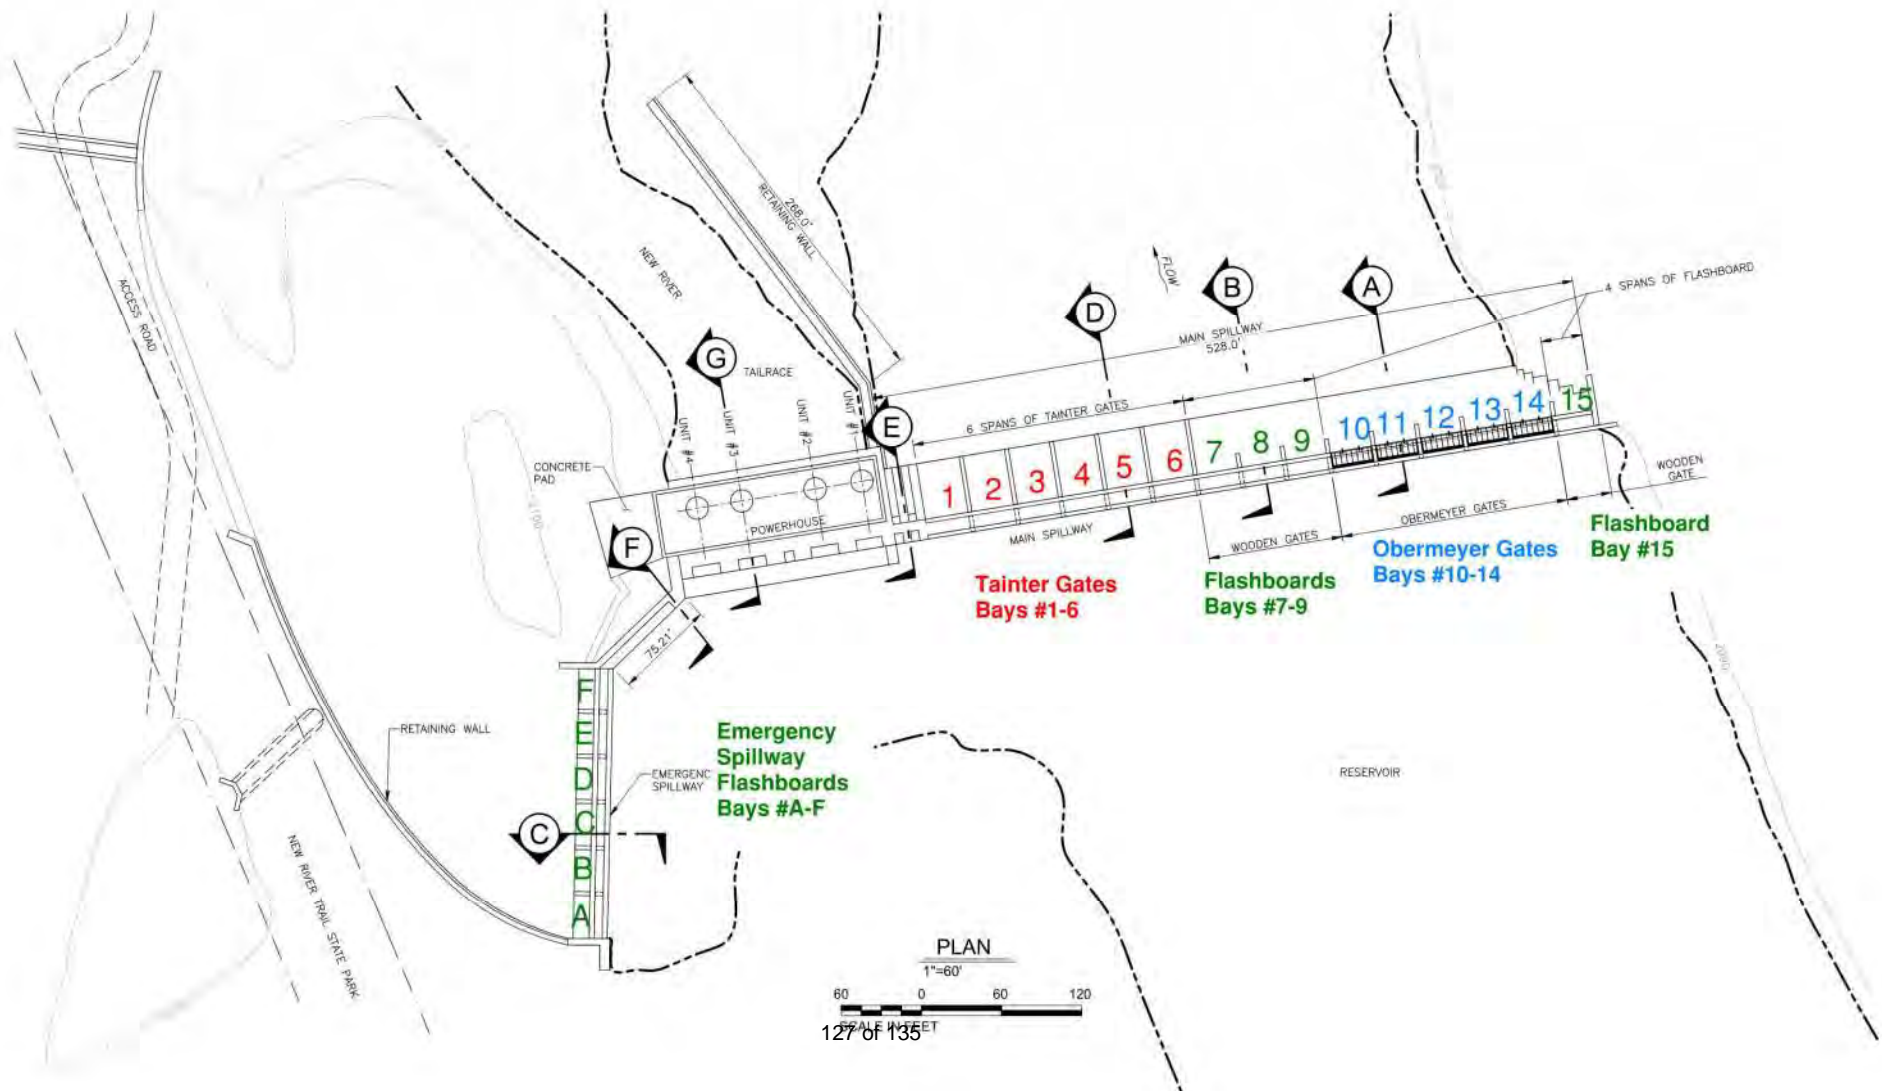 268.0'
RETAINING WALL
NEW RIVER
ACCESS ROAD
FLOW
B
A
D
4 SPANS OF FLASHBOARD
MAIN SPILLWAY
528.0'
G
TAILRACE
UNIT #4
UNIT #3
UNIT #2
UNIT #1
E
6 SPANS OF TAINTER GATES
CONCRETE
PAD
POWERHOUSE
F
1
2
3
4
5
6
7
8
9
10
11
12
13
14
15
MAIN SPILLWAY
WOODEN GATES
OBERMEYER GATES
WOODEN
GATE
Tainter Gates
Bays #1-6
Flashboards
Bays #7-9
Obermeyer Gates
Bays #10-14
Flashboard
Bay #15
75.21'
F
E
D
C
B
A
RETAINING WALL
EMERGENC
SPILLWAY
Emergency
Spillway
Flashboards
Bays #A-F
C
RESERVOIR
2090
NEW RIVER TRAIL STATE PARK
PLAN
1"=60'
60 0 60 120
SCALE IN FEET
127 of 135